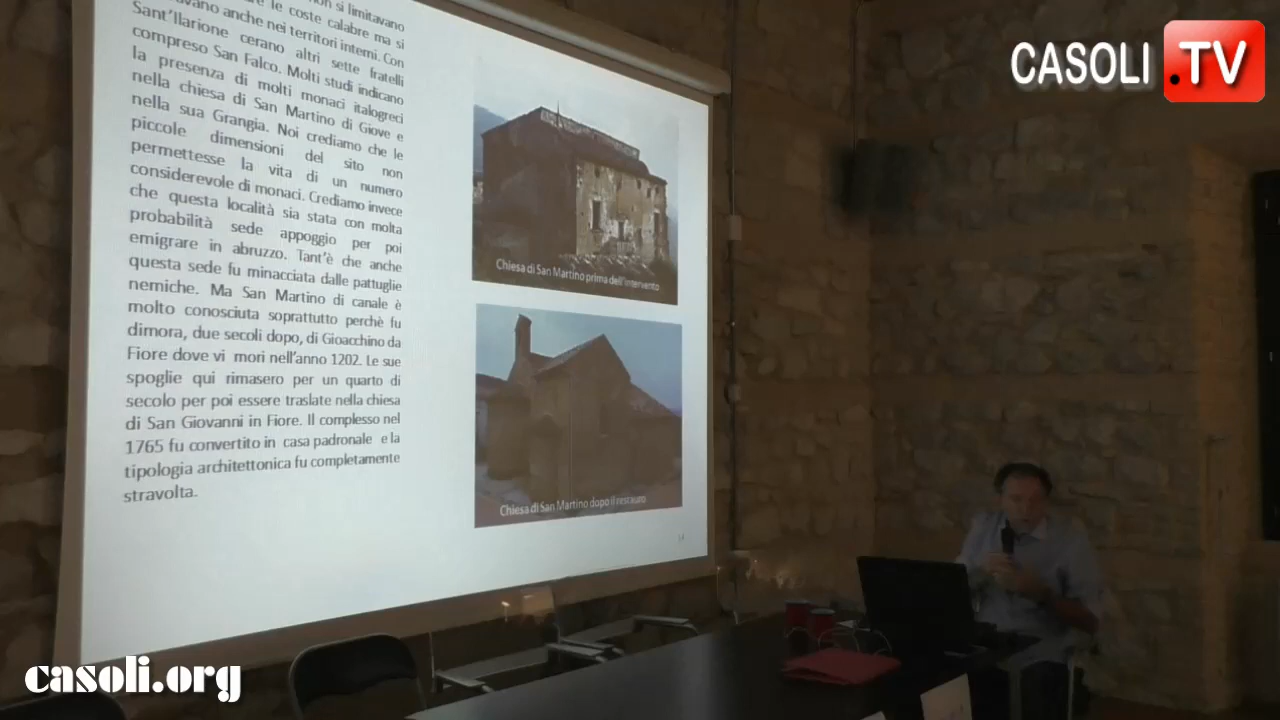 le coste calabre ma si
anche nei territori interni. Con
Sant'Ilarione cerano altri sette fratelli
compreso San Falco. Molti studi indicano
la presenza di molti monaci italogreci
nella chiesa di San Martino di Giove e
nella sua Grangia. Noi crediamo che le
piccole dimensioni del sito non
permettesse la vita di un numero
considerevole di monaci. Crediamo invece
che questa località sia stata con molta
probabilità sede appoggio per poi
emigrare in abruzzo. Tant'è che anche
questa sede fu minacciata dalle pattuglie
nemiche. Ma San Martino di canale è
molto conosciuta soprattutto perchè fu
dimora, due secoli dopo, di Gioacchino da
Fiore dove vi mori nell'anno 1202. Le sue
spoglie qui rimasero per un quarto di
secolo per poi essere traslate nella chiesa
di San Giovanni in Fiore. Il complesso nel
1765 fu convertito in casa padronale e la
tipologia architettonica fu completamente
stravolta.
Chiesa di San Martino prima dell'intervento
Chiesa di San Martino dopo il restauro
14
CASOLI .TV
casoli.org